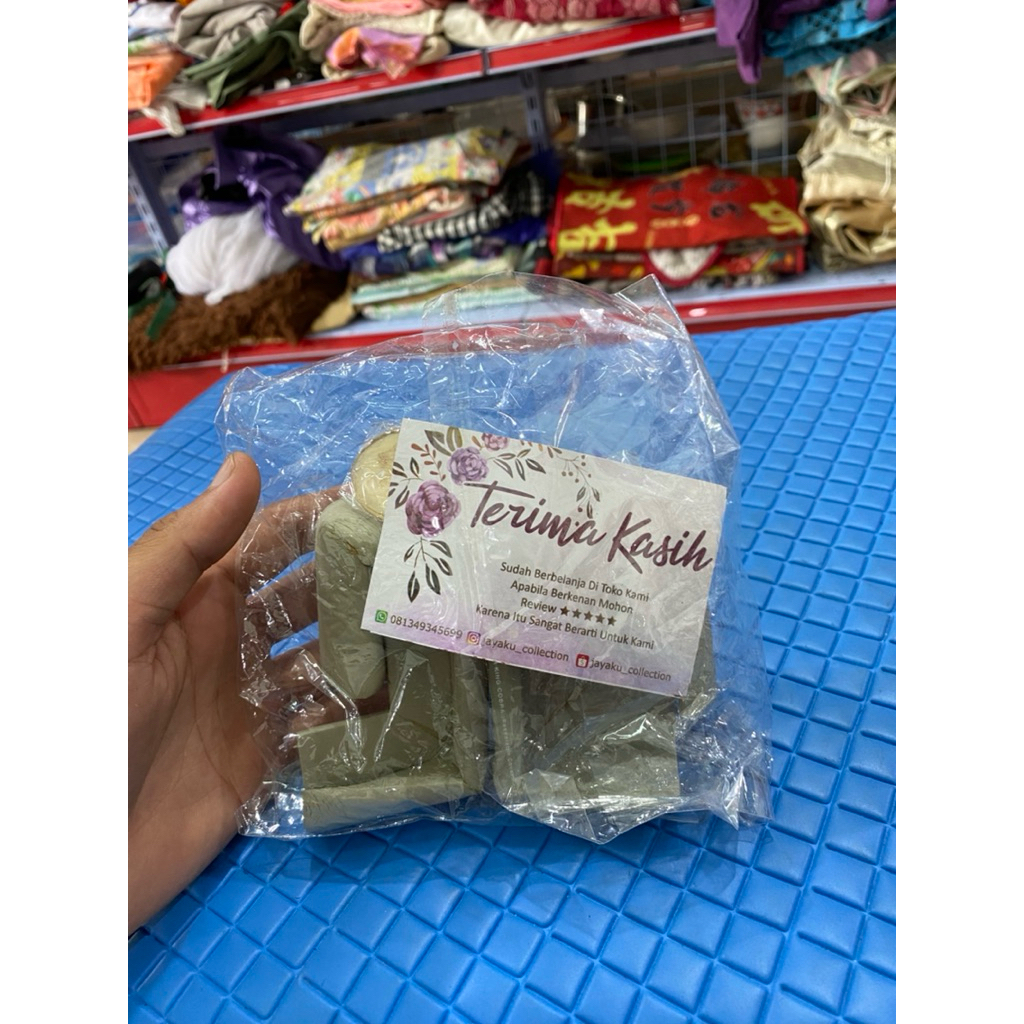 Terima Kasih
Sudah Berbelanja Di Toko Kami
Apabila Berkenan Mohon
Review ★★★★★
Karena Itu Sangat Berarti Untuk Kami
081349345699 jayaku_collection jayaku_collection